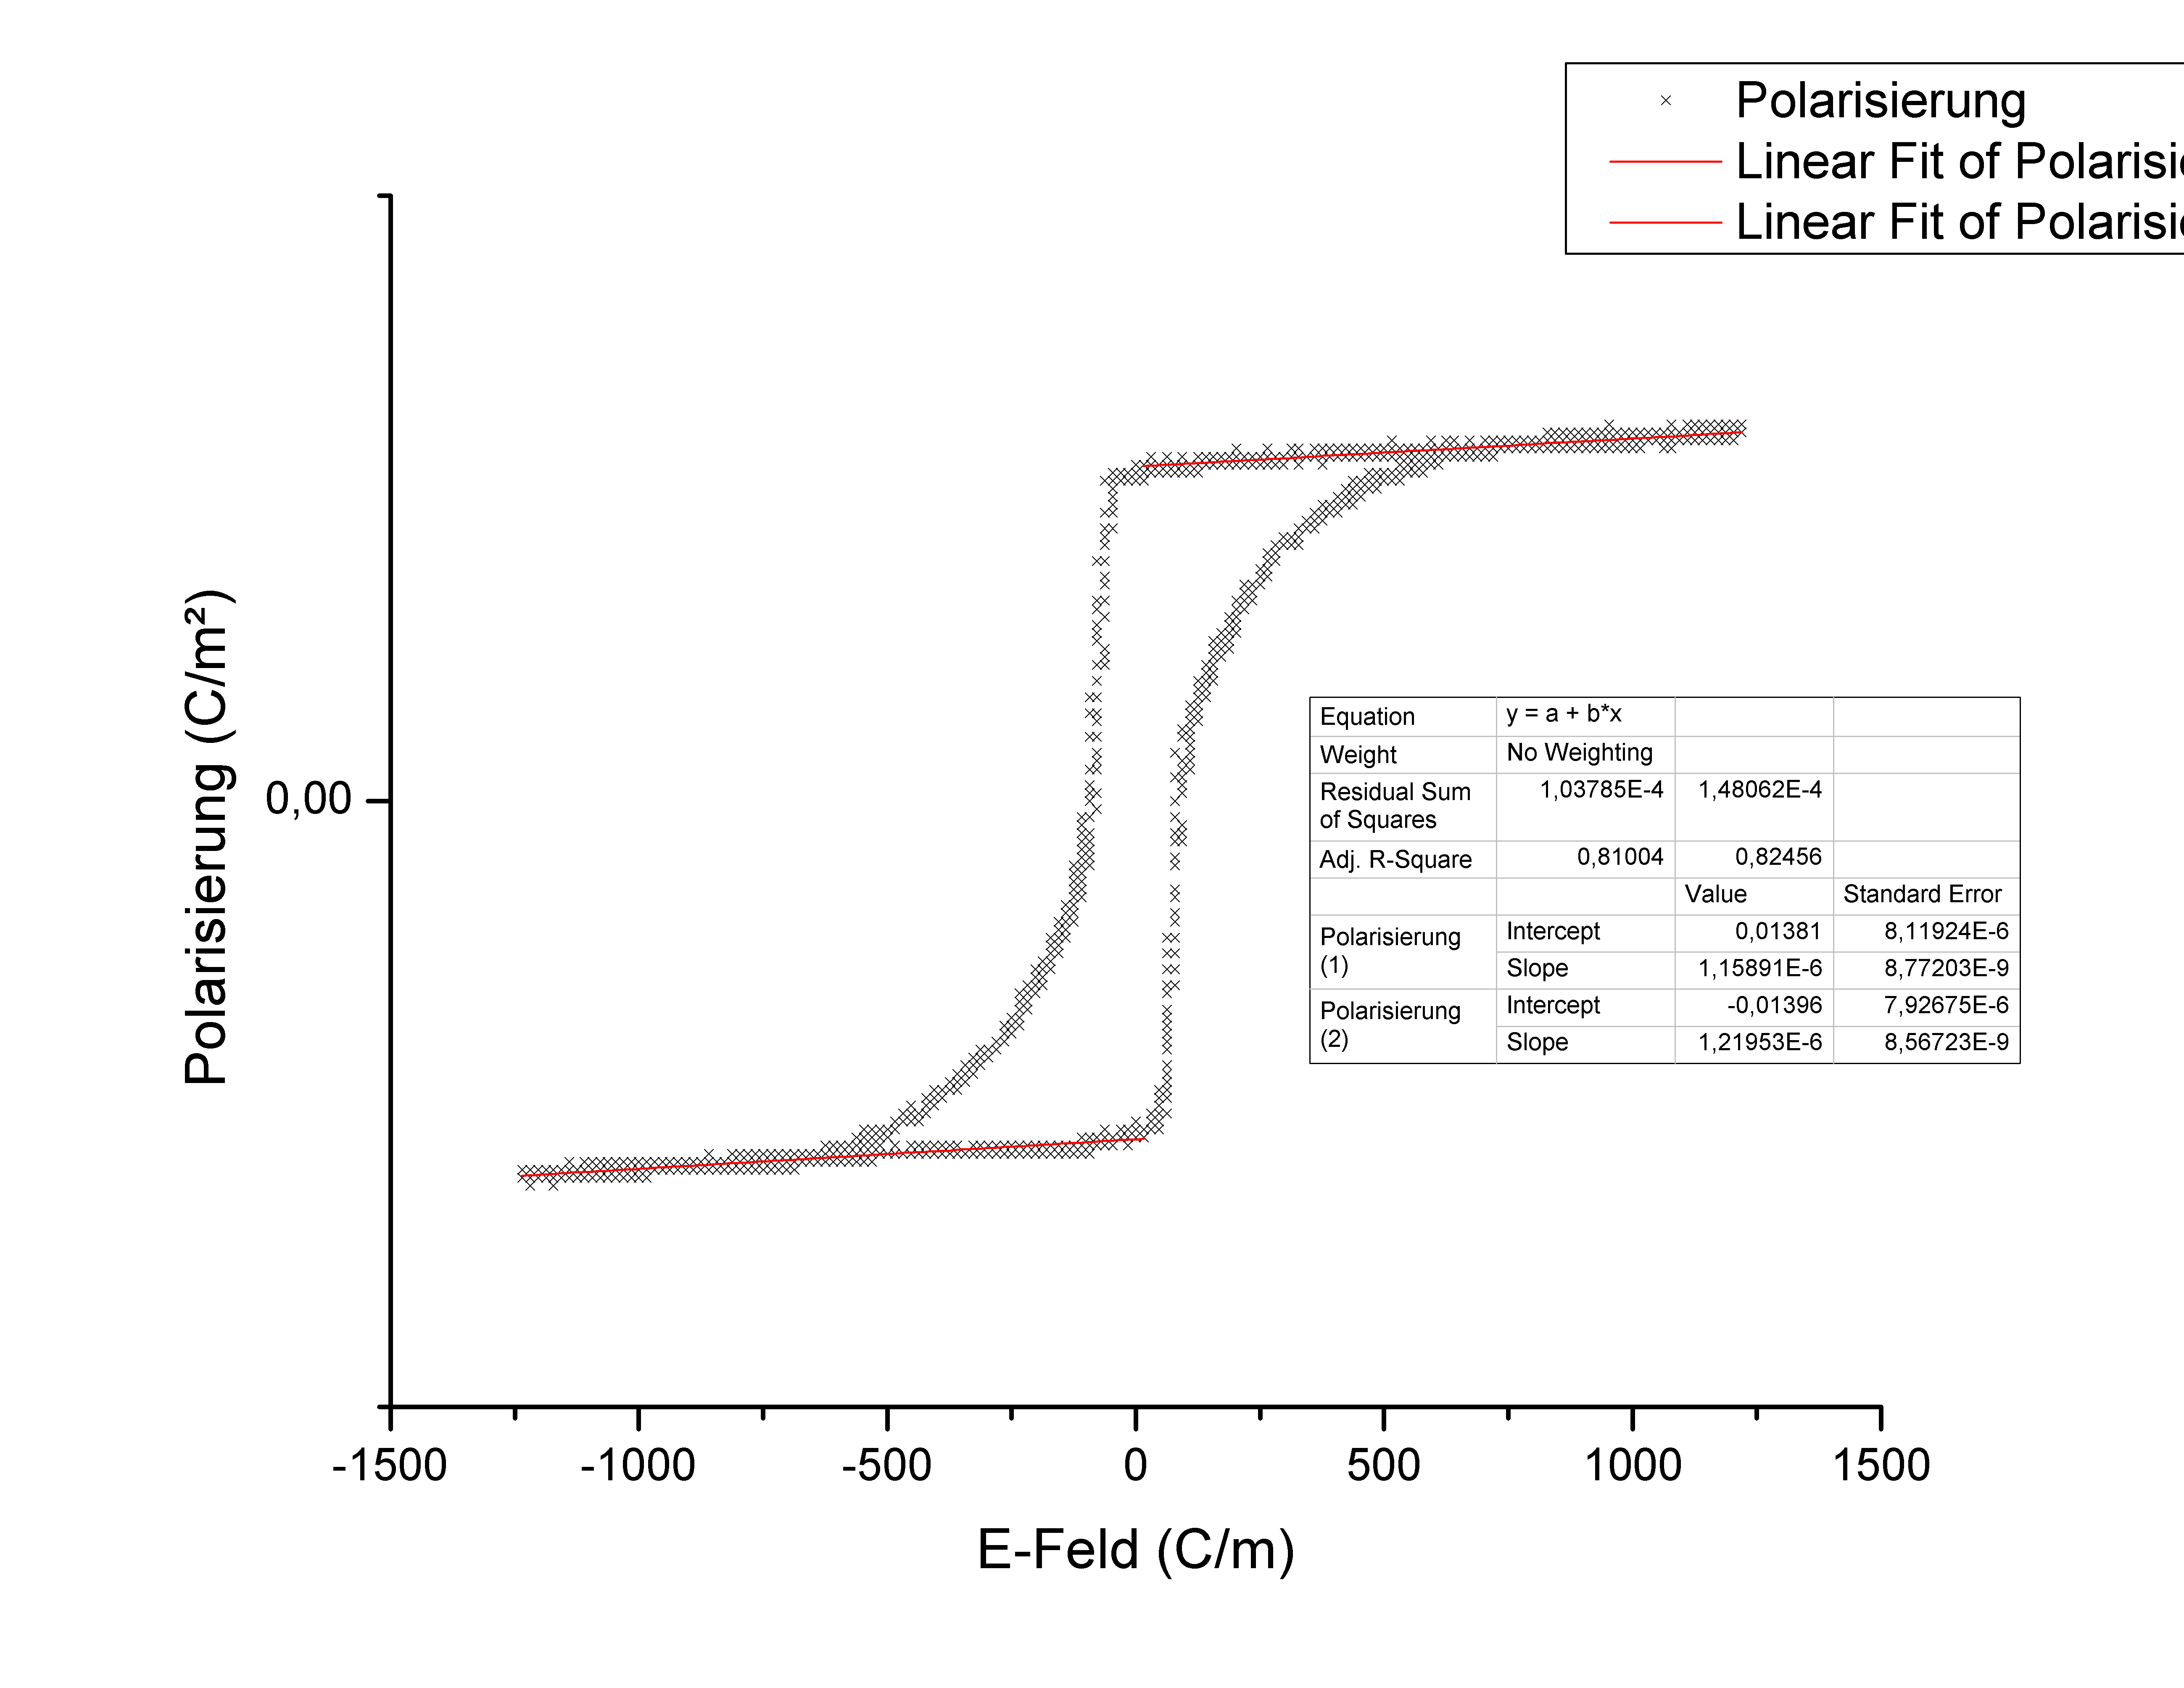 Polarisierung
Linear Fit of Polarisi
Linear Fit of Polarisi
Polarisierung (C/m²)
0,00
Equation y = a + b*x
Weight No Weighting
Residual Sum 1,03785E-4 1,48062E-4
of Squares
Adj. R-Square 0,81004 0,82456
Value Standard Error
Polarisierung Intercept 0,01381 8,11924E-6
(1) Slope 1,15891E-6 8,77203E-9
Polarisierung Intercept -0,01396 7,92675E-6
(2) Slope 1,21953E-6 8,56723E-9
-1500 -1000 -500 0 500 1000 1500
E-Feld (C/m)